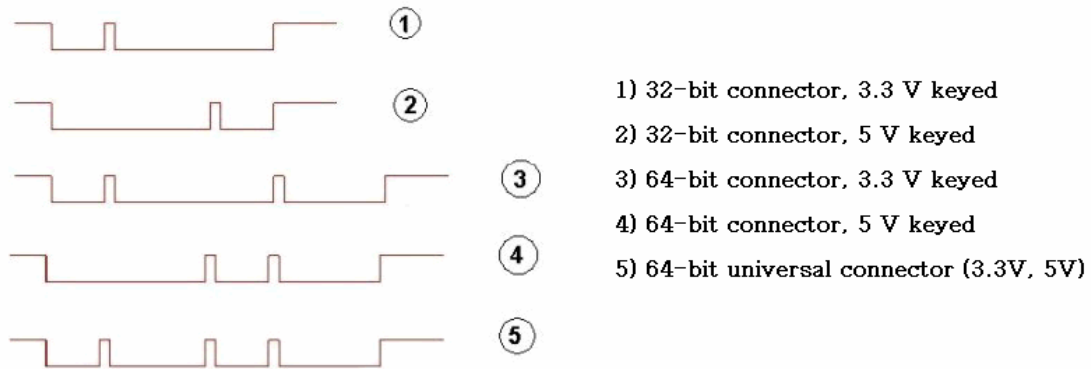 1
2
3
4
5
1) 32-bit connector, 3.3 V keyed
2) 32-bit connector, 5 V keyed
3) 64-bit connector, 3.3 V keyed
4) 64-bit connector, 5 V keyed
5) 64-bit universal connector (3.3V, 5V)